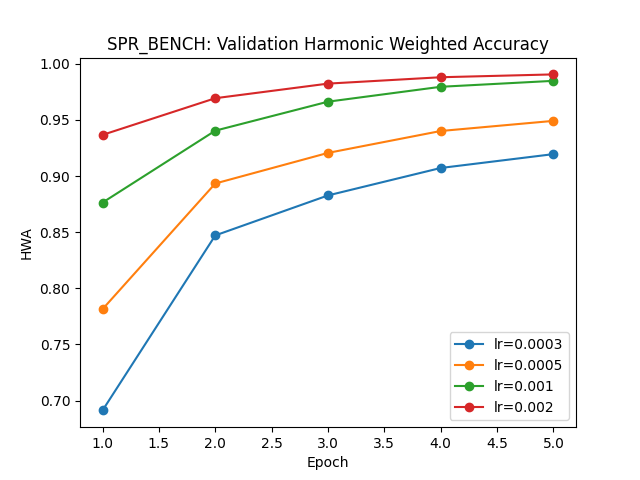 SPR_BENCH: Validation Harmonic Weighted Accuracy
1.00
0.95
0.90
0.85
0.80
0.75
0.70
HWA
lr=0.0003
lr=0.0005
lr=0.001
lr=0.002
1.0 1.5 2.0 2.5 3.0 3.5 4.0 4.5 5.0
Epoch